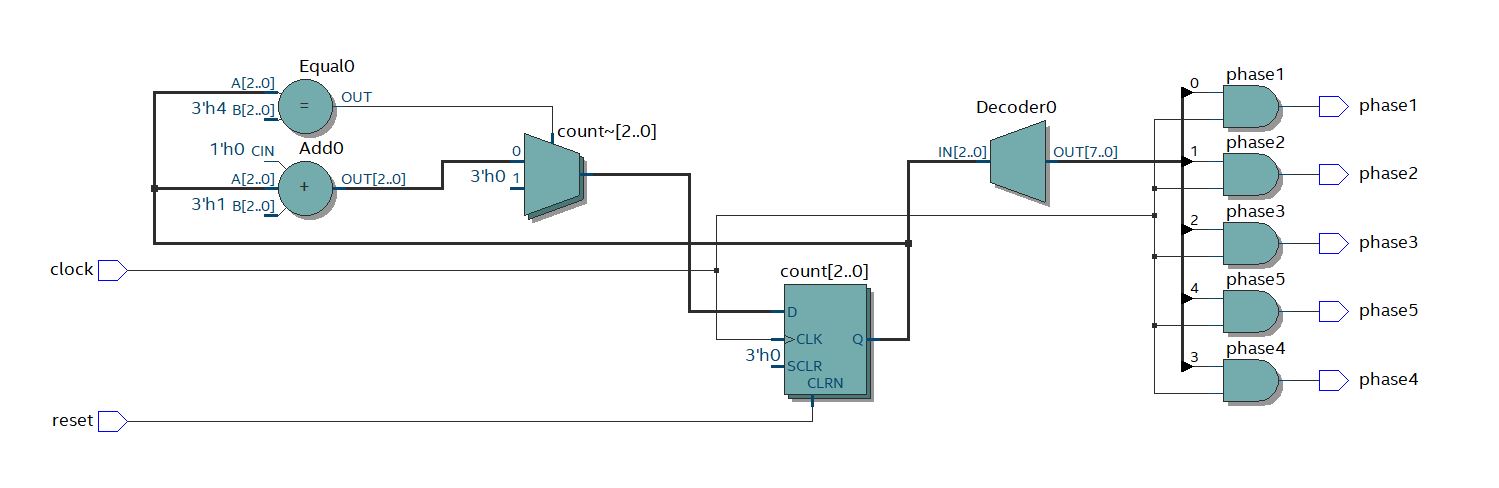 Equal0
A[2..0]
=
OUT
3'h4 B[2..0]
count~[2..0]
1'h0 CIN
Add0
0
A[2..0]
+
OUT[2..0]
3'h0 1
3'h1 B[2..0]
clock
count[2..0]
D
CLK
Q
3'h0
SCLR
CLRN
reset
Decoder0
IN[2..0]
OUT[7..0]
phase1
0
phase1
phase2
1
phase2
phase3
2
phase3
phase5
4
phase5
phase4
3
phase4